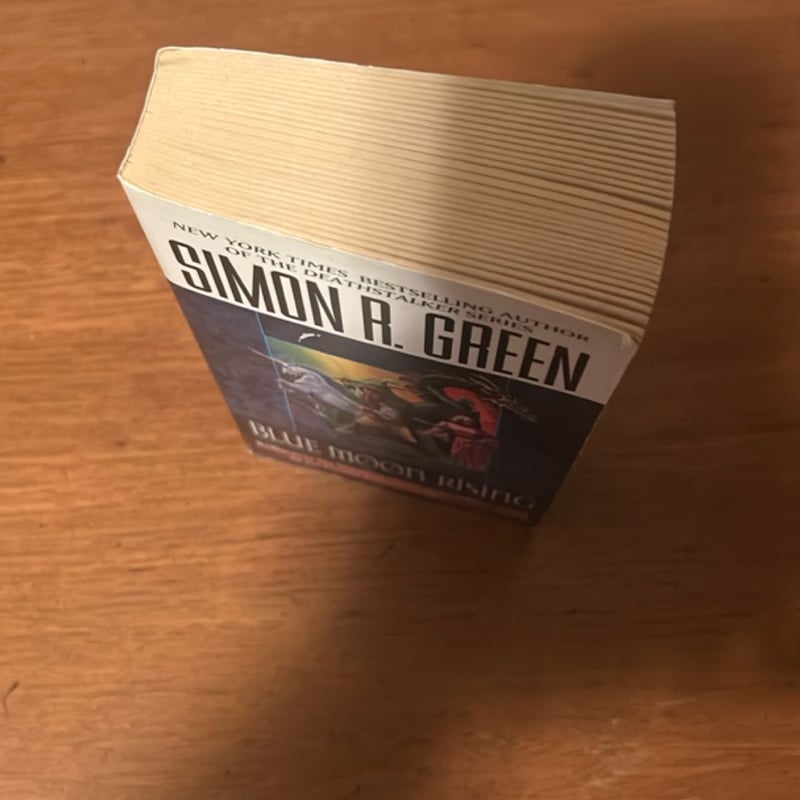 NEW YORK TIMES BESTSELLING AUTHOR
OF THE DEATHSTALKER SERIES
SIMON R. GREEN
BLUE MOON RISING